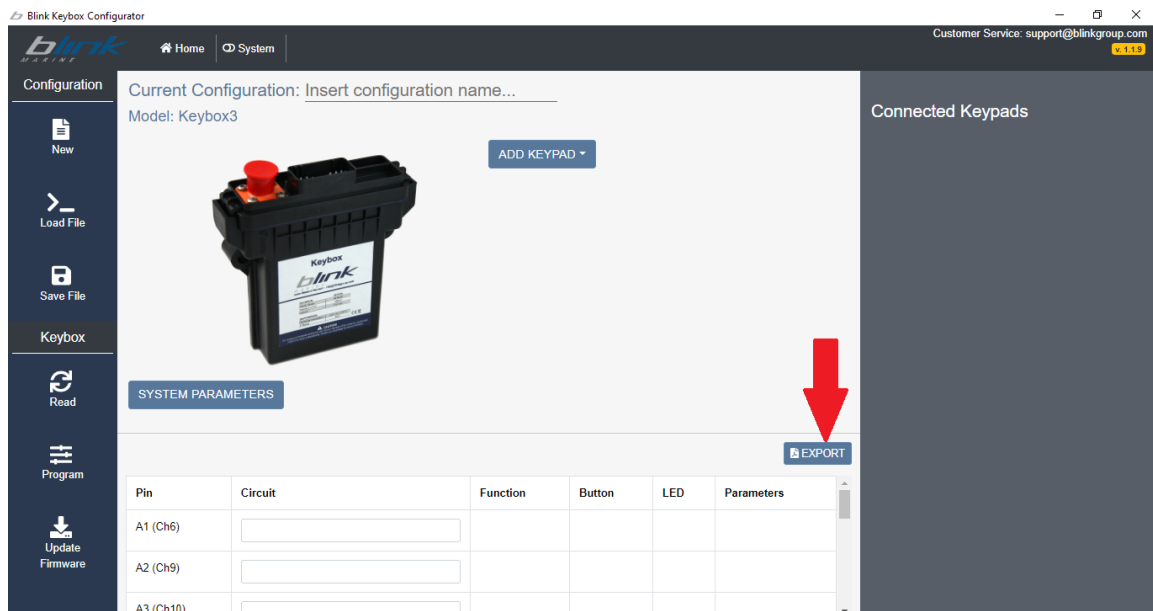 Blink Keybox Configurator
blink
MARINE
Home
System
Customer Service: support@blinkgroup.com
v. 1.1.9
Configuration
New
Load File
Save File
Keybox
Read
Program
Update
Firmware
Current Configuration: Insert configuration name...
Model: Keybox3
ADD KEYPAD
Keybox
blink
SYSTEM PARAMETERS
EXPORT
Pin Circuit Function Button LED Parameters
A1 (Ch6)
A2 (Ch9)
A3 (Ch10)
Connected Keypads